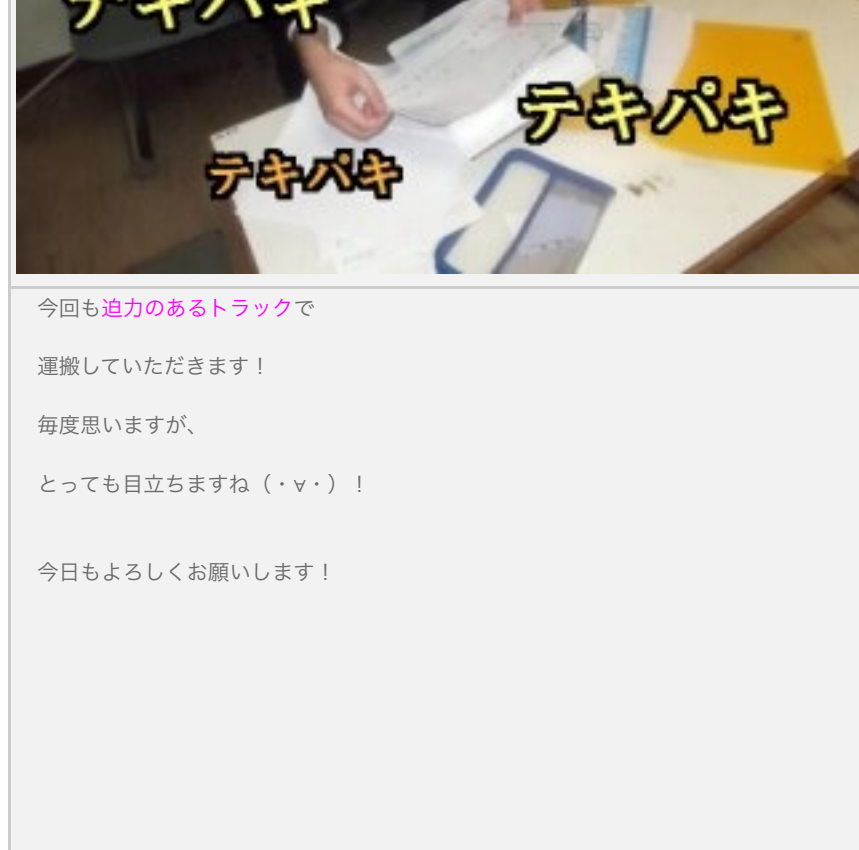 テキパキ
テキパキ
テキパキ
今回も迫力のあるトラックで
運搬していただきます！
毎度思いますが、
とっても目立ちますね（・∀・）！
今日もよろしくお願いします！